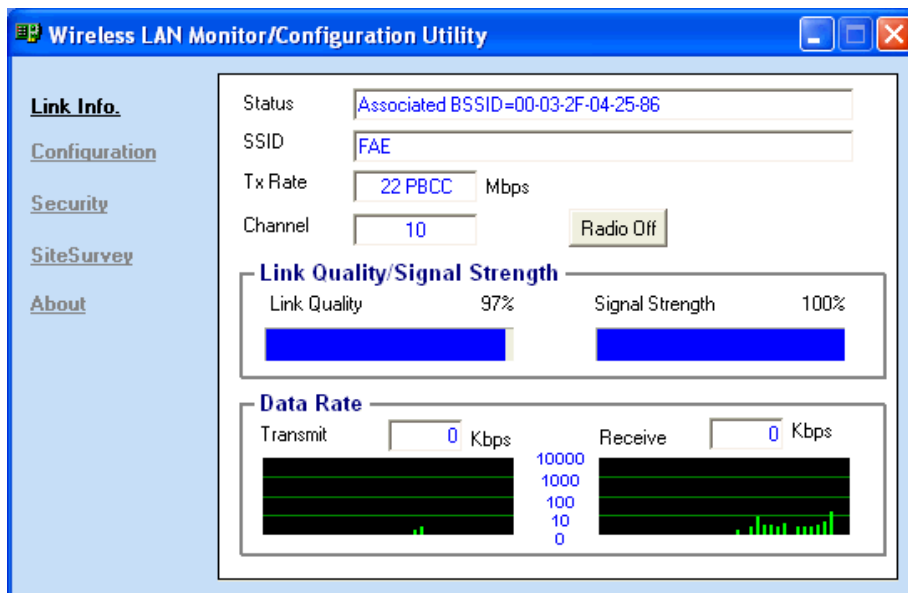 Wireless LAN Monitor/Configuration Utility
Link Info.
Configuration
Security
SiteSurvey
About
Status Associated BSSID=00-03-2F-04-25-86
SSID FAE
Tx Rate 22 PBCC Mbps
Channel 10 Radio Off
Link Quality/Signal Strength
Link Quality 97% Signal Strength 100%
Data Rate
Transmit 0 Kbps Receive 0 Kbps
10000
1000
100
10
0